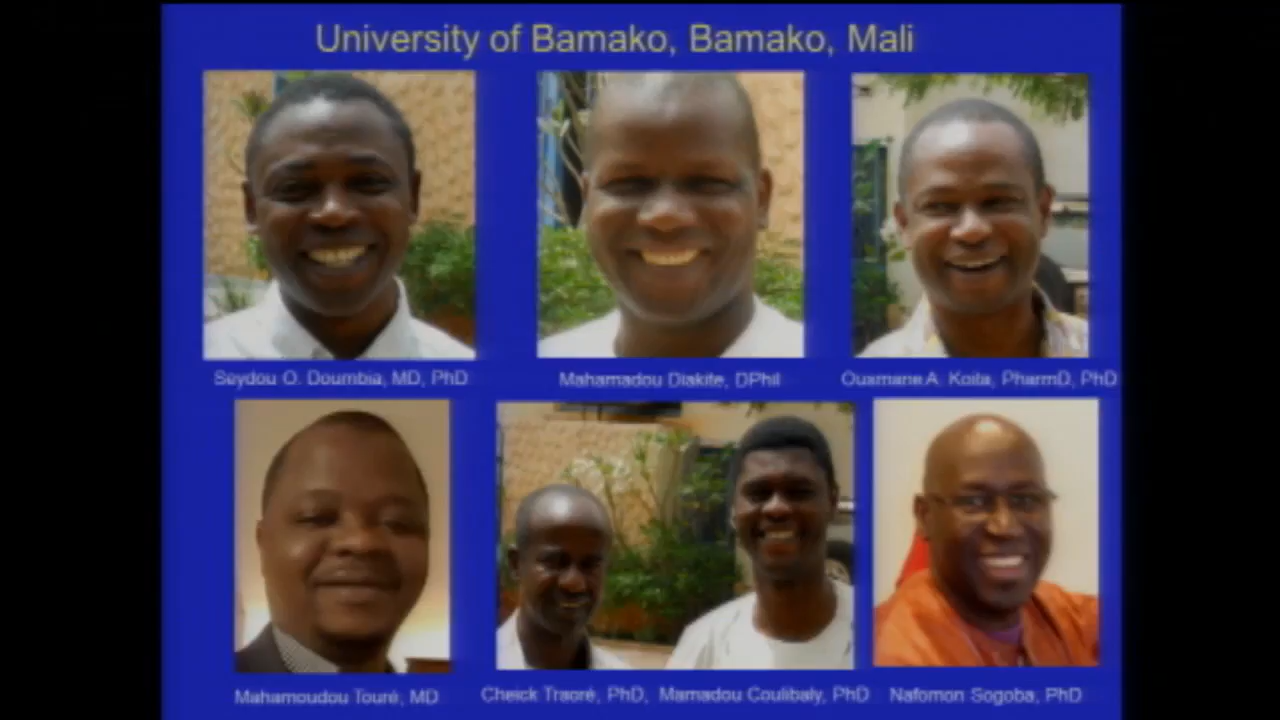 University of Bamako, Bamako, Mali
Seydou O. Doumbia, MD, PhD
Mahamadou Diakite, DPhil
Ousmane A. Koita, PharmD, PhD
Mahamoudou Touré, MD
Cheick Traoré, PhD, Mamadou Coulibaly, PhD
Nafomon Sogoba, PhD